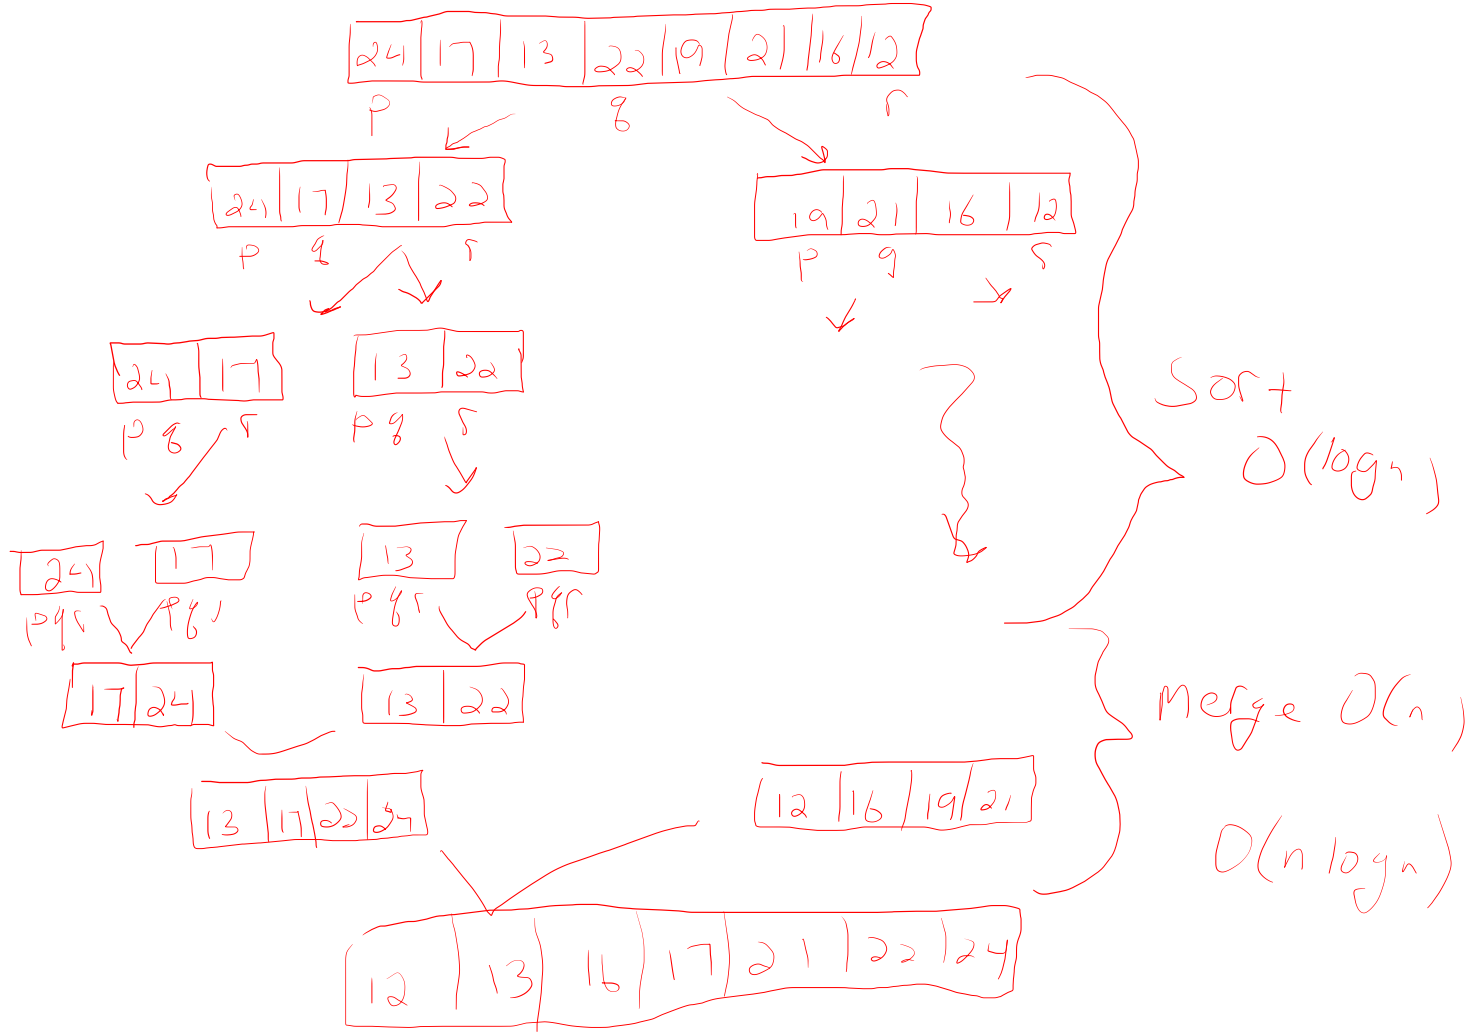 24 17 13 22 19 21 16 12
p q r
24 17 13 22
p q r
19 21 16 12
p q r
24 17
p q r
13 22
p q r
Sort
O(log n)
24
p q r
17
p q r
13
p q r
22
p q r
17 24
13 22
Merge O(n)
13 17 22 24
12 16 19 21
O(n log n)
12 13 16 17 21 22 24